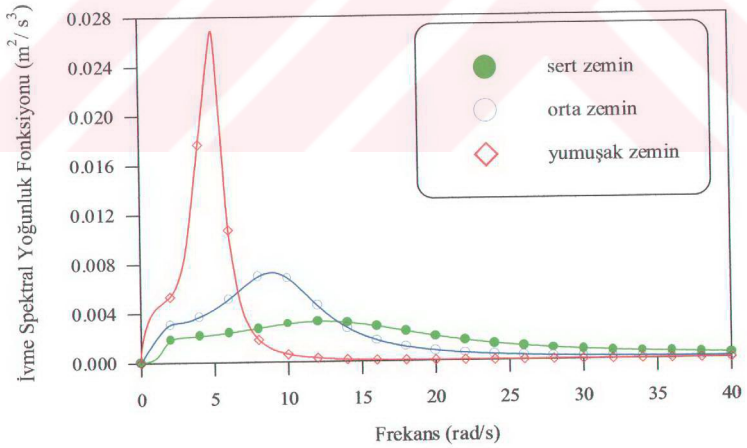 İvme Spektral Yoğunluk Fonksiyonu (m²/ s³)
0.028
0.024
0.020
0.016
0.012
0.008
0.004
0.000
sert zemin
orta zemin
yumuşak zemin
0 5 10 15 20 25 30 35 40
Frekans (rad/s)